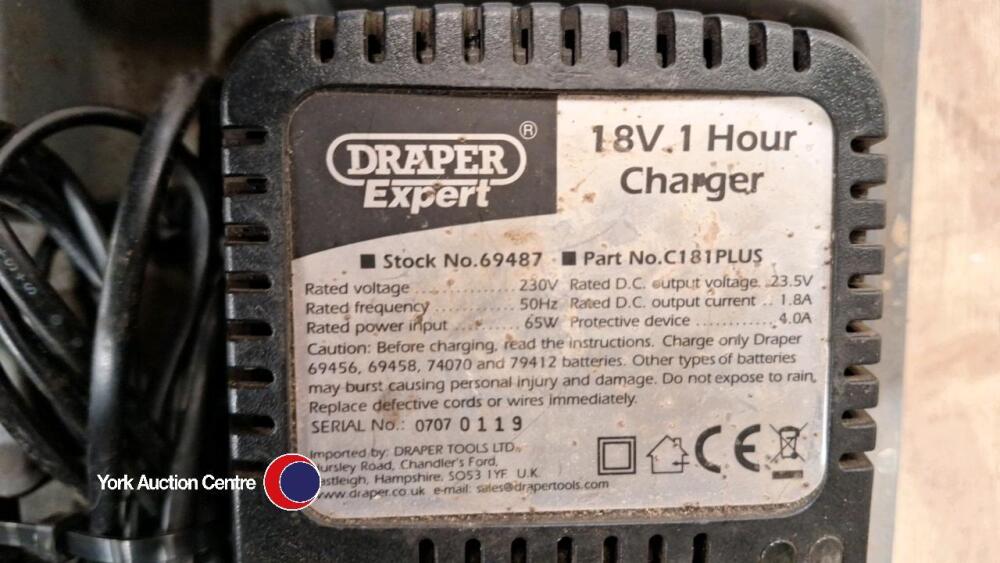 DRAPER®
Expert
18V 1 Hour
Charger
■ Stock No.69487 ■ Part No.C181PLUS
Rated voltage ............... 230V Rated D.C. output voltage..23.5V
Rated frequency ............... 50Hz Rated D.C. output current .. 1.8A
Rated power input ............ 65W Protective device ............ 4.0A
Caution: Before charging, read the instructions. Charge only Draper
69456, 69458, 74070 and 79412 batteries. Other types of batteries
may burst causing personal injury and damage. Do not expose to rain,
Replace defective cords or wires immediately.
SERIAL No.: 0707 0119
Imported by: DRAPER TOOLS LTD
Hursley Road, Chandler's Ford,
Eastleigh, Hampshire, SO53 1YF U.K.
www.draper.co.uk e-mail: sales@drapertools.com
CE
York Auction Centre